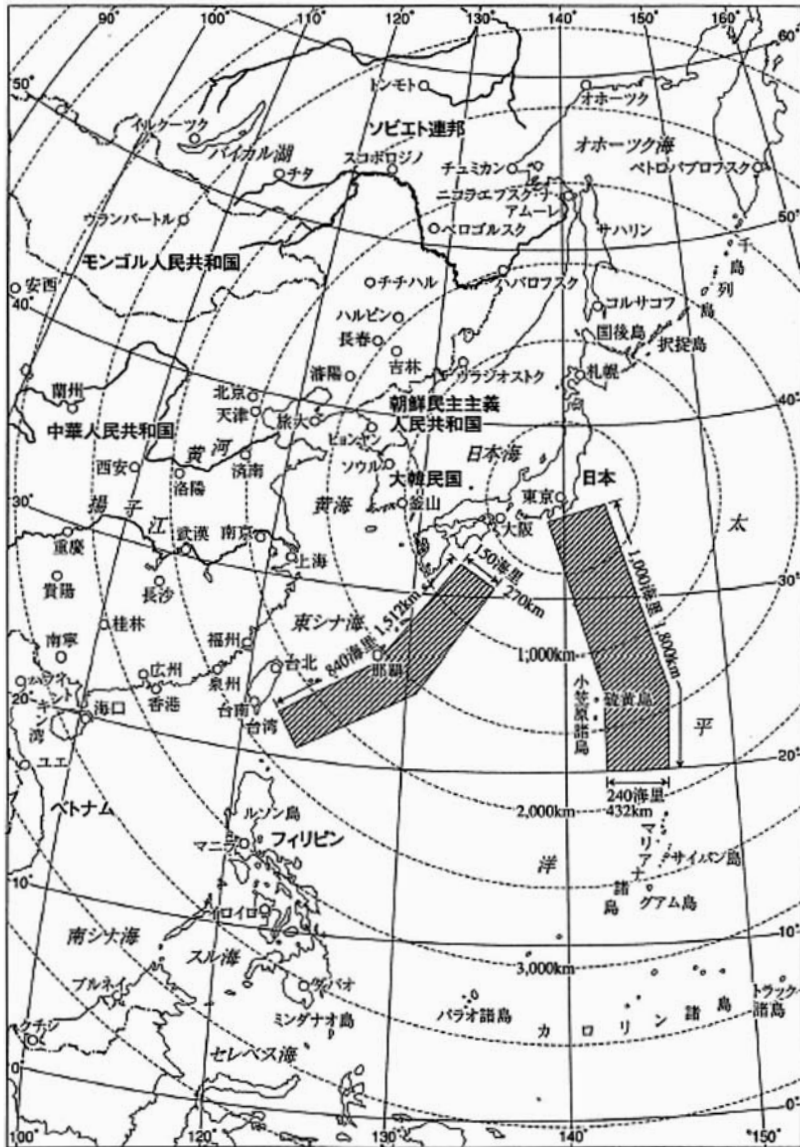 100°
110°
120°
130°
140°
150°
160°
60°
50°
トンモト
オホーツク
イルクーツク
ソビエト連邦
オホーツク海
バイカル湖
スコボロジノ
チュミカン
ペトロパブロフスク
チタ
ニコラエフスク・ナ
アムーレ
50°
ウランバートル
ベロゴルスク
サハリン
千島列島
モンゴル人民共和国
チチハル
ハバロフスク
安西
コルサコフ
40°
ハルビン
国後島
択捉島
長春
吉林
瀋陽
ウラジオストク
札幌
蘭州
北京
天津
旅大
朝鮮民主主義
人民共和国
40°
中華人民共和国
黄河
ピョンヤン
日本海
西安
済南
ソウル
大韓民国
日本
洛陽
東京
30°
黄海
釜山
揚子江
大阪
太
武漢
南京
重慶
上海
150海里
270km
1,000海里
1,800km
30°
貴陽
長沙
840海里
1,512km
桂林
東シナ海
福州
1,000km
南寧
台北
那覇
ハノイ
広州
泉州
小笠原諸島
硫黄島
20°
トンキン湾
海口
香港
台南
台湾
平
ユエ
20°
ベトナム
240海里
432km
ルソン島
2,000km
マニラ
フィリピン
マリアナ諸島
サイパン島
洋
グアム島
10°
イロイロ
南シナ海
スル海
10°
3,000km
ブルネイ
ダバオ
トラック
諸島
パラオ諸島
カロリン諸島
クチン
ミンダナオ島
セレベス海
0°
0°
100°
110°
120°
130°
140°
150°